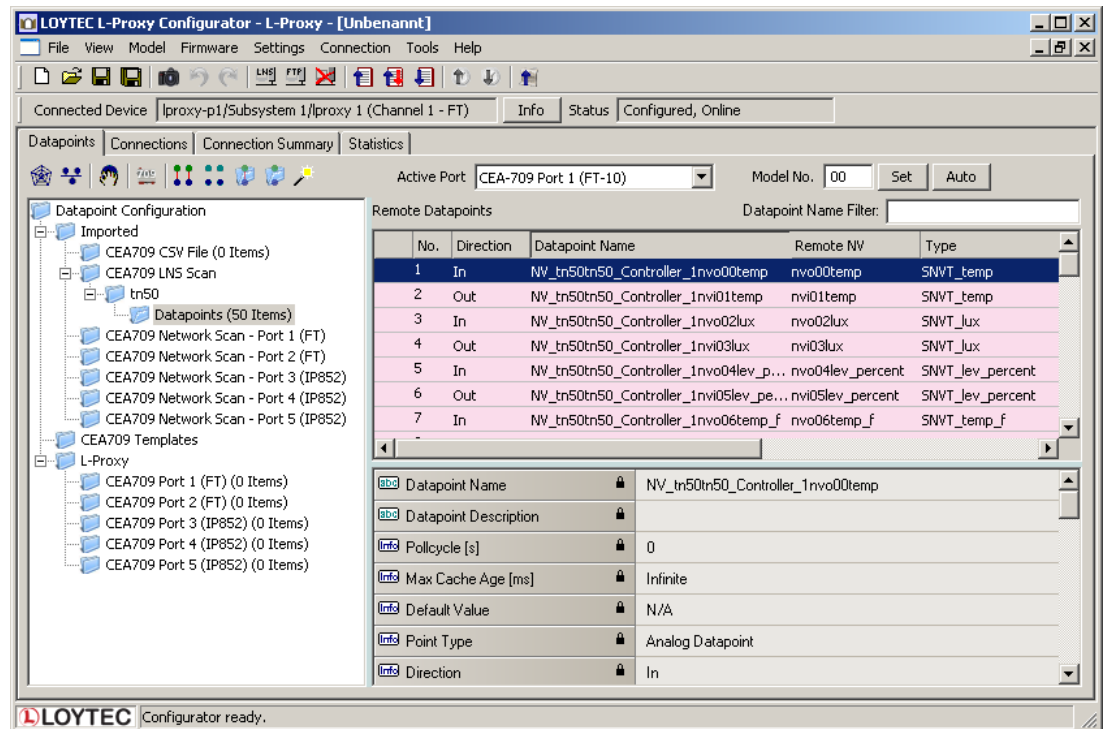 LOYTEC L-Proxy Configurator - L-Proxy - [Unbenannt]
File View Model Firmware Settings Connection Tools Help
LNS FTP
Connected Device lproxy-p1/Subsystem 1/lproxy 1 (Channel 1 - FT) Info Status Configured, Online
Datapoints Connections Connection Summary Statistics
Active Port CEA-709 Port 1 (FT-10) Model No. 00 Set Auto
Datapoint Configuration
Imported
CEA709 CSV File (0 Items)
CEA709 LNS Scan
tn50
Datapoints (50 Items)
CEA709 Network Scan - Port 1 (FT)
CEA709 Network Scan - Port 2 (FT)
CEA709 Network Scan - Port 3 (IP852)
CEA709 Network Scan - Port 4 (IP852)
CEA709 Network Scan - Port 5 (IP852)
CEA709 Templates
L-Proxy
CEA709 Port 1 (FT) (0 Items)
CEA709 Port 2 (FT) (0 Items)
CEA709 Port 3 (IP852) (0 Items)
CEA709 Port 4 (IP852) (0 Items)
CEA709 Port 5 (IP852) (0 Items)
Remote Datapoints Datapoint Name Filter:
No. Direction Datapoint Name Remote NV Type
1 In NV_tn50tn50_Controller_1nvo00temp nvo00temp SNVT_temp
2 Out NV_tn50tn50_Controller_1nvi01temp nvi01temp SNVT_temp
3 In NV_tn50tn50_Controller_1nvo02lux nvo02lux SNVT_lux
4 Out NV_tn50tn50_Controller_1nvi03lux nvi03lux SNVT_lux
5 In NV_tn50tn50_Controller_1nvo04lev_p... nvo04lev_percent SNVT_lev_percent
6 Out NV_tn50tn50_Controller_1nvi05lev_pe... nvi05lev_percent SNVT_lev_percent
7 In NV_tn50tn50_Controller_1nvo06temp_f nvo06temp_f SNVT_temp_f
abc Datapoint Name NV_tn50tn50_Controller_1nvo00temp
abc Datapoint Description
Info Pollcycle [s] 0
Info Max Cache Age [ms] Infinite
Info Default Value N/A
Info Point Type Analog Datapoint
Info Direction In
LOYTEC Configurator ready.